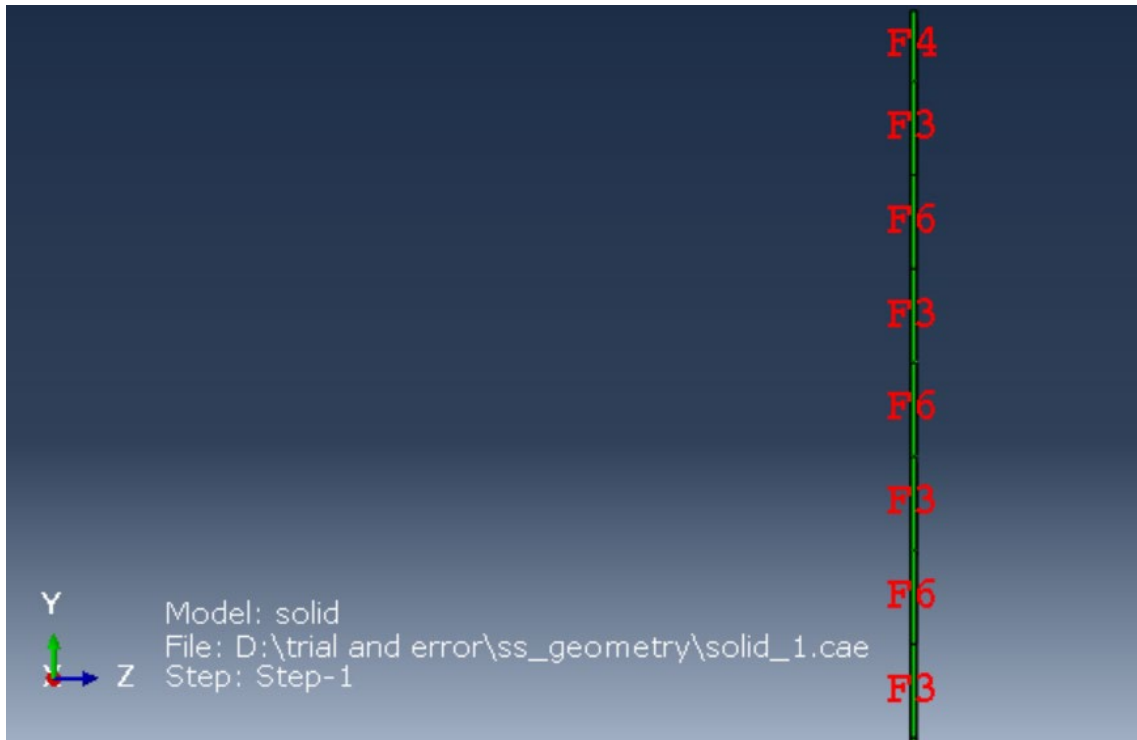 F4
F3
F6
F3
F6
F3
F6
F3
Y
X Z
Model: solid
File: D:\trial and error\ss_geometry\solid_1.cae
Step: Step-1